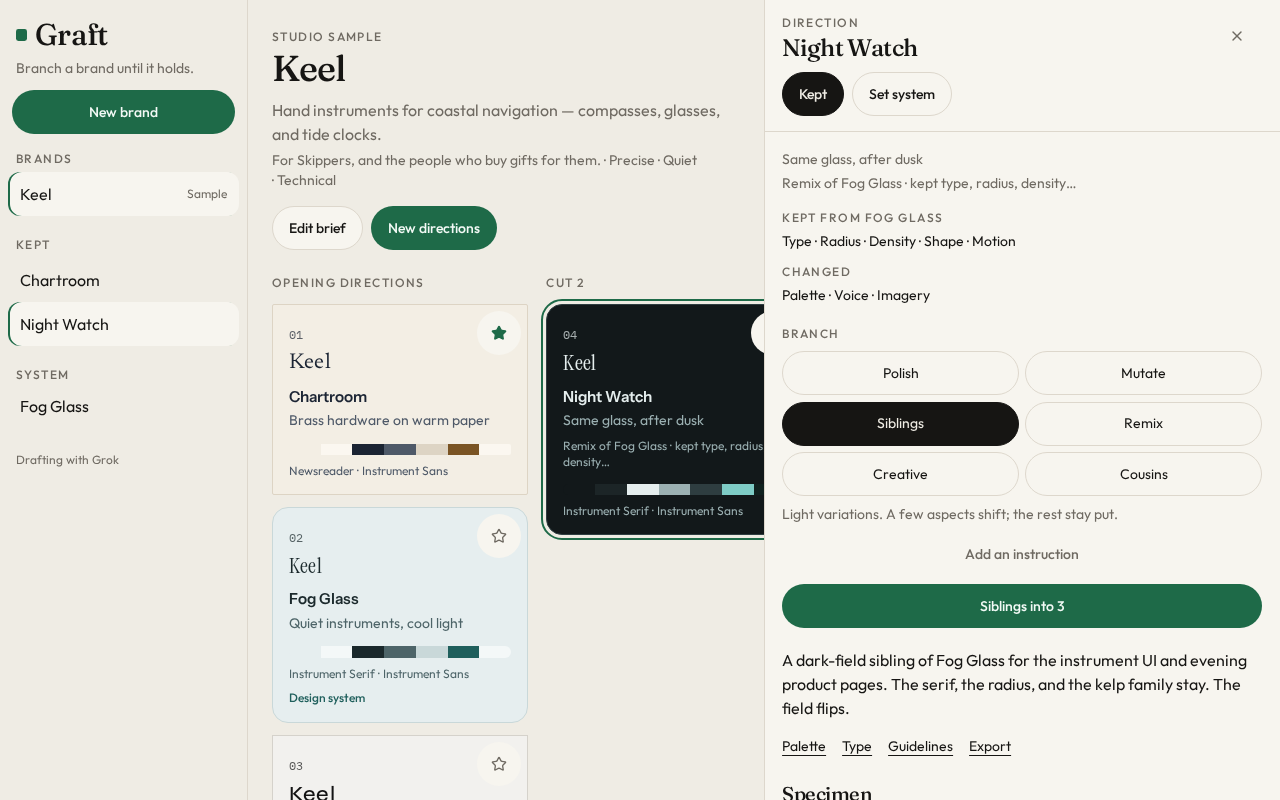 Graft
Branch a brand until it holds.
New brand
BRANDS
Keel
Sample
KEPT
Chartroom
Night Watch
SYSTEM
Fog Glass
Drafting with Grok
STUDIO SAMPLE
Keel
Hand instruments for coastal navigation — compasses, glasses,
and tide clocks.
For Skippers, and the people who buy gifts for them. · Precise · Quiet
· Technical
Edit brief
New directions
OPENING DIRECTIONS
01
Keel
Chartroom
Brass hardware on warm paper
Newsreader · Instrument Sans
02
Keel
Fog Glass
Quiet instruments, cool light
Instrument Serif · Instrument Sans
Design system
03
Keel
CUT 2
04
Keel
Night Watch
Same glass, after dusk
Remix of Fog Glass · kept type, radius
density…
Instrument Serif · Instrument Sans
DIRECTION
Night Watch
Kept
Set system
Same glass, after dusk
Remix of Fog Glass · kept type, radius, density…
KEPT FROM FOG GLASS
Type · Radius · Density · Shape · Motion
CHANGED
Palette · Voice · Imagery
BRANCH
Polish
Mutate
Siblings
Remix
Creative
Cousins
Light variations. A few aspects shift; the rest stay put.
Add an instruction
Siblings into 3
A dark-field sibling of Fog Glass for the instrument UI and evening
product pages. The serif, the radius, and the kelp family stay. The
field flips.
Palette
Type
Guidelines
Export
Specimen